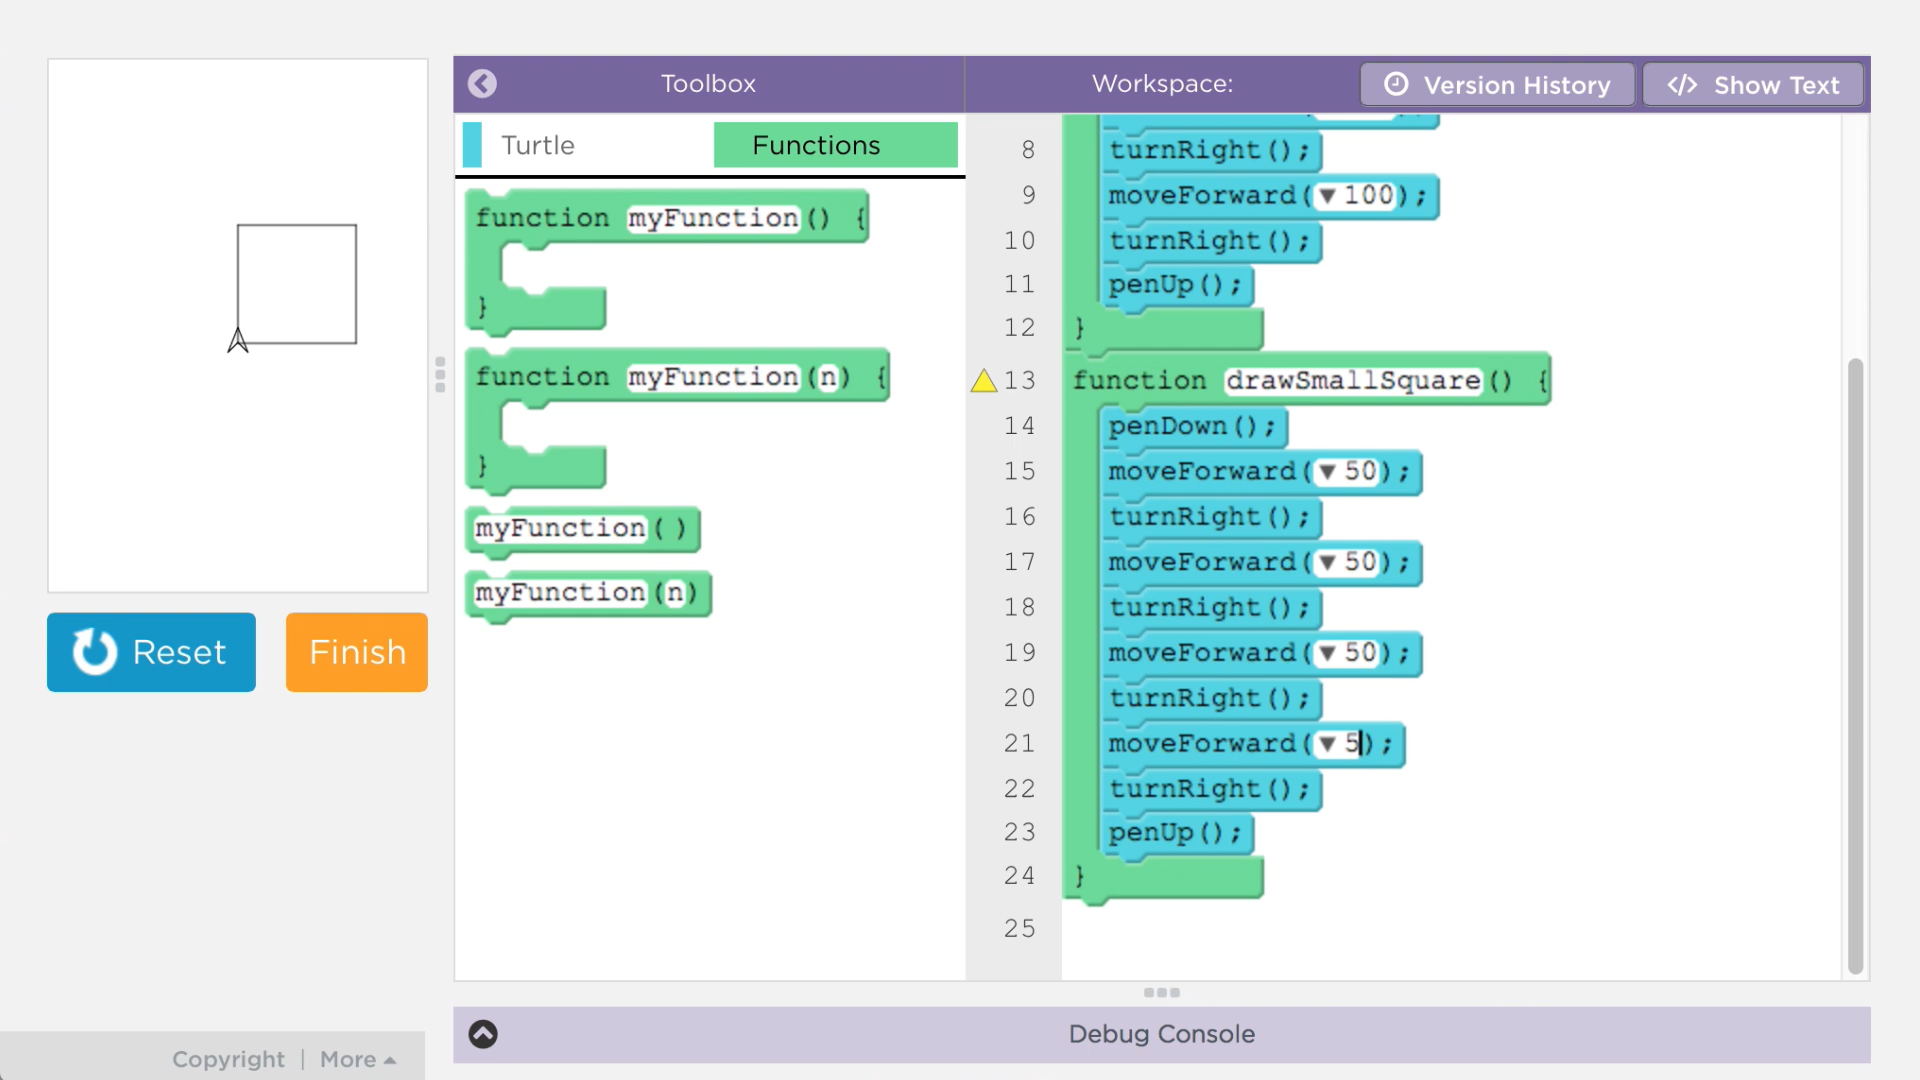 Toolbox
Workspace:
Version History
</> Show Text
Turtle
Functions
function myFunction() {
}
function myFunction(n) {
}
myFunction()
myFunction(n)
8 turnRight();
9 moveForward(▼100);
10 turnRight();
11 penUp();
12 }
13 function drawSmallSquare() {
14 penDown();
15 moveForward(▼50);
16 turnRight();
17 moveForward(▼50);
18 turnRight();
19 moveForward(▼50);
20 turnRight();
21 moveForward(▼5);
22 turnRight();
23 penUp();
24 }
25
Reset
Finish
Debug Console
Copyright | More